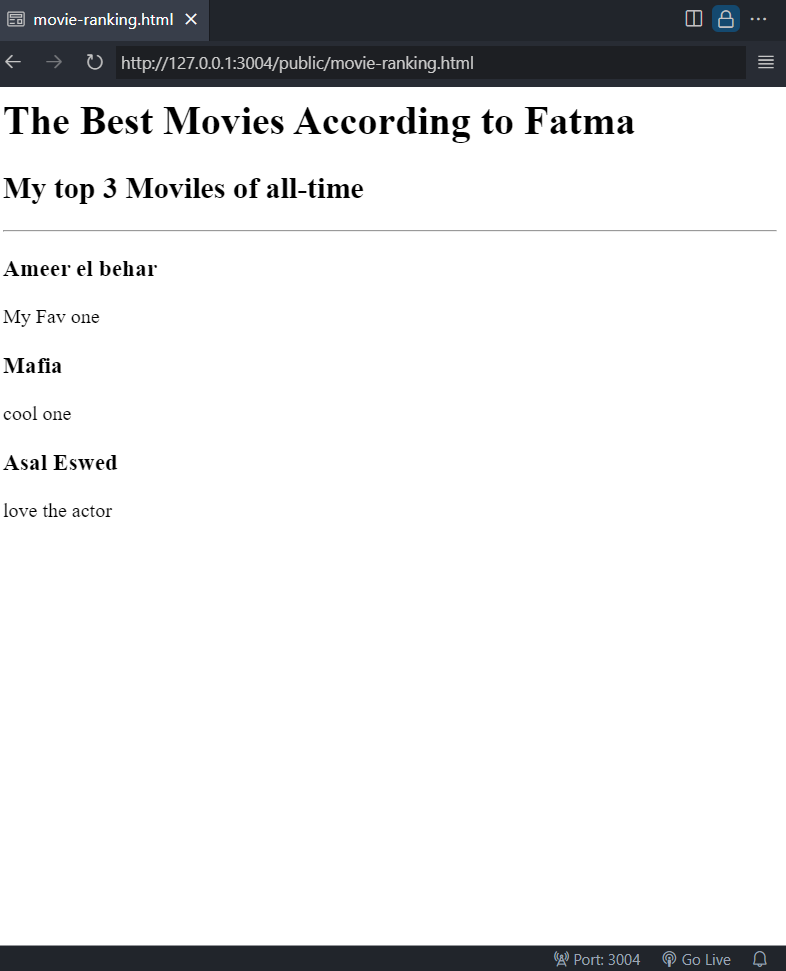 movie-ranking.html
http://127.0.0.1:3004/public/movie-ranking.html
The Best Movies According to Fatma
My top 3 Moviles of all-time
Ameer el behar
My Fav one
Mafia
cool one
Asal Eswed
love the actor
Port: 3004 Go Live